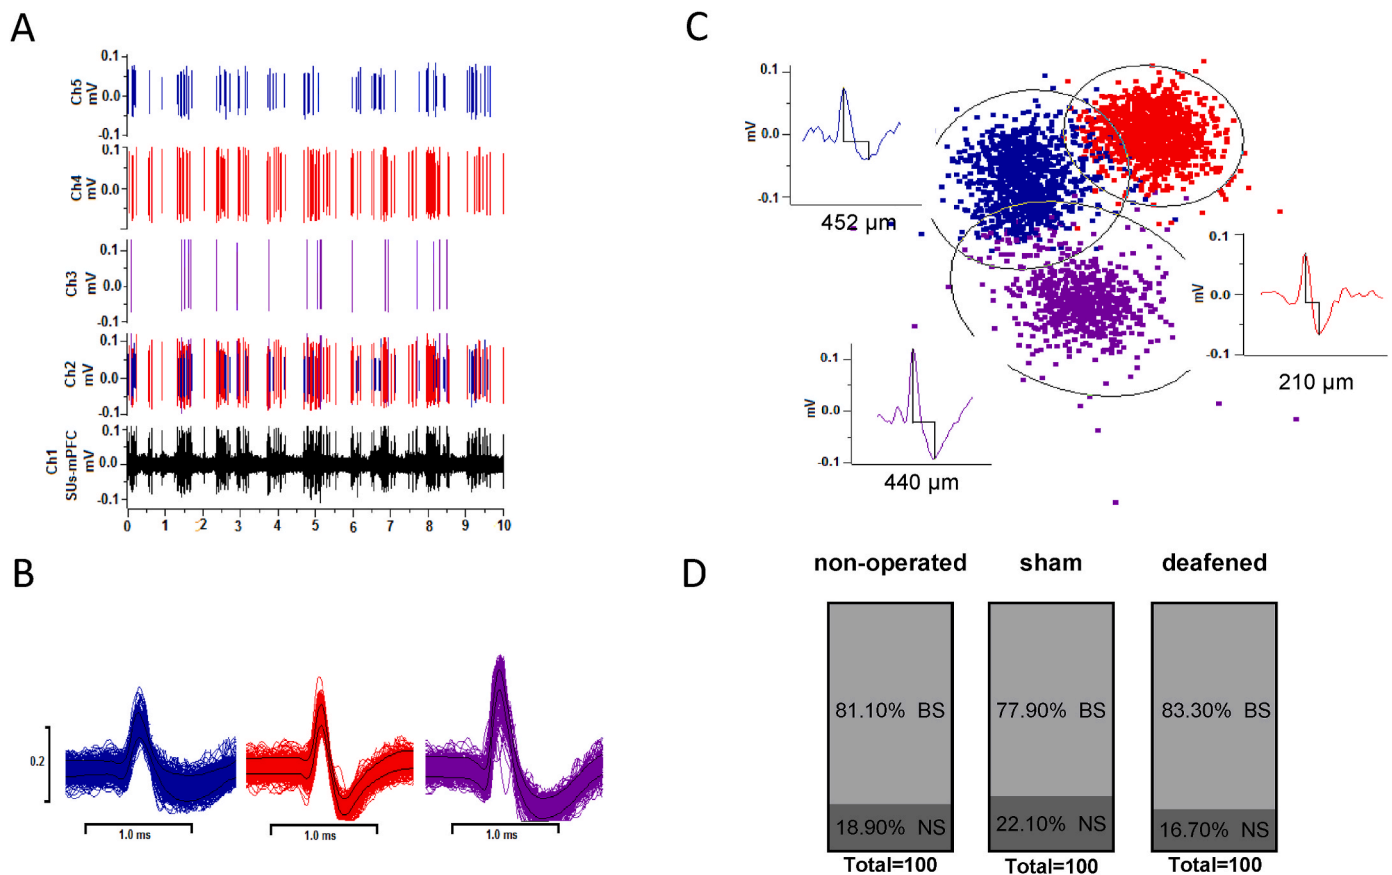 A
0.1
Ch5
mV
0.0
-0.1
0.1
Ch4
mV
0.0
0.1
Ch3
mV
0.0
-0.1
0.1
Ch2
mV
0.0
-0.1
0.1
Ch1
SUs-mPFC
mV
0.0
-0.1
0 1 2 3 4 5 6 7 8 9 10
B
0.2
1.0 ms
1.0 ms
1.0 ms
C
0.1
mV
0.0
-0.1
452 µm
0.1
mV
0.0
-0.1
210 µm
0.1
mV
0.0
-0.1
440 µm
D
non-operated sham deafened
81.10% BS 77.90% BS 83.30% BS
18.90% NS 22.10% NS 16.70% NS
Total=100 Total=100 Total=100